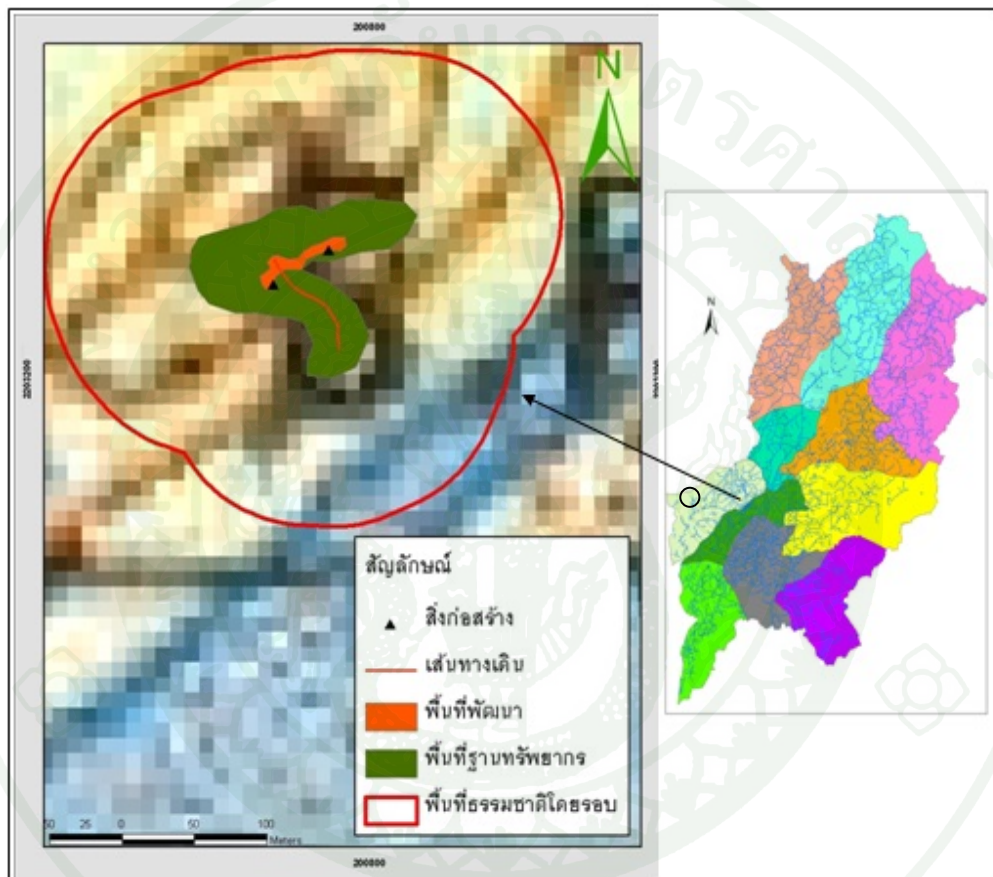 200800
N
2203200
2203200
N
สัญลักษณ์
สิ่งก่อสร้าง
เส้นทางเดิน
พื้นที่พัฒนา
พื้นที่ฐานทรัพยากร
พื้นที่ธรรมชาติโดยรอบ
50 25 0 50 100
Meters
200800